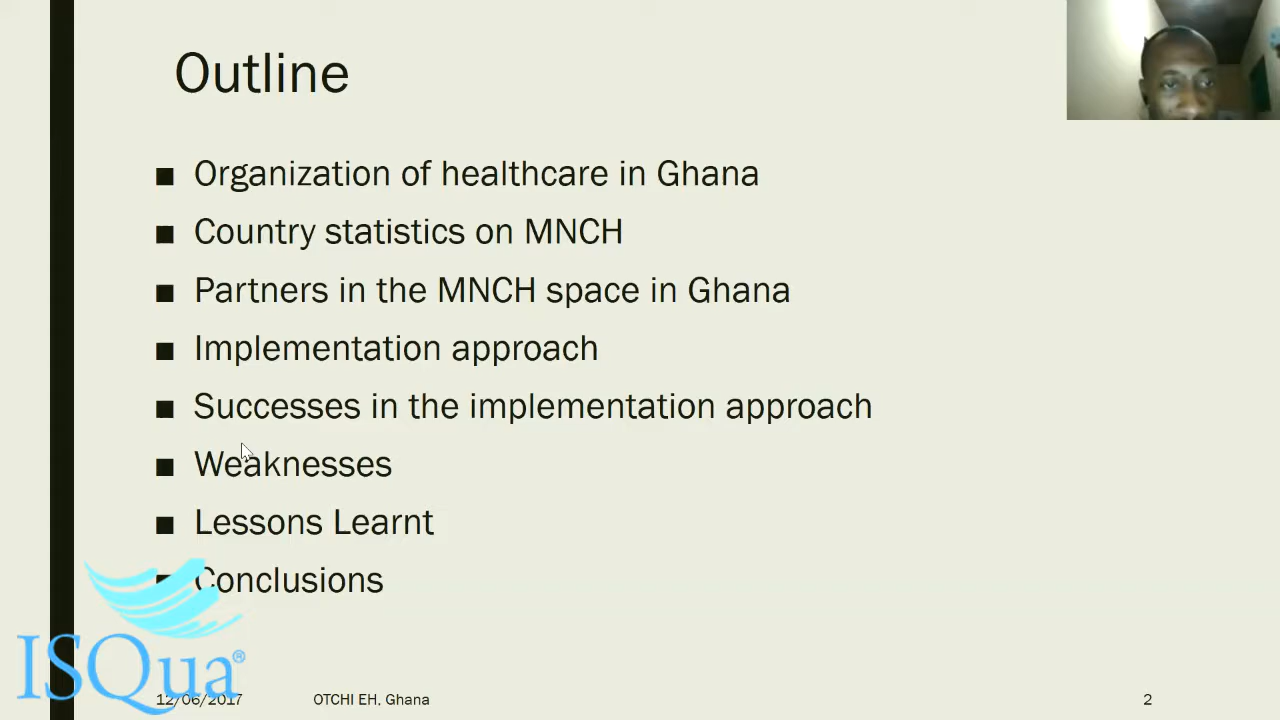 Outline
■ Organization of healthcare in Ghana
■ Country statistics on MNCH
■ Partners in the MNCH space in Ghana
■ Implementation approach
■ Successes in the implementation approach
■ Weaknesses
■ Lessons Learnt
■ Conclusions
ISQua®
12/06/2017 OTCHI EH, Ghana 2